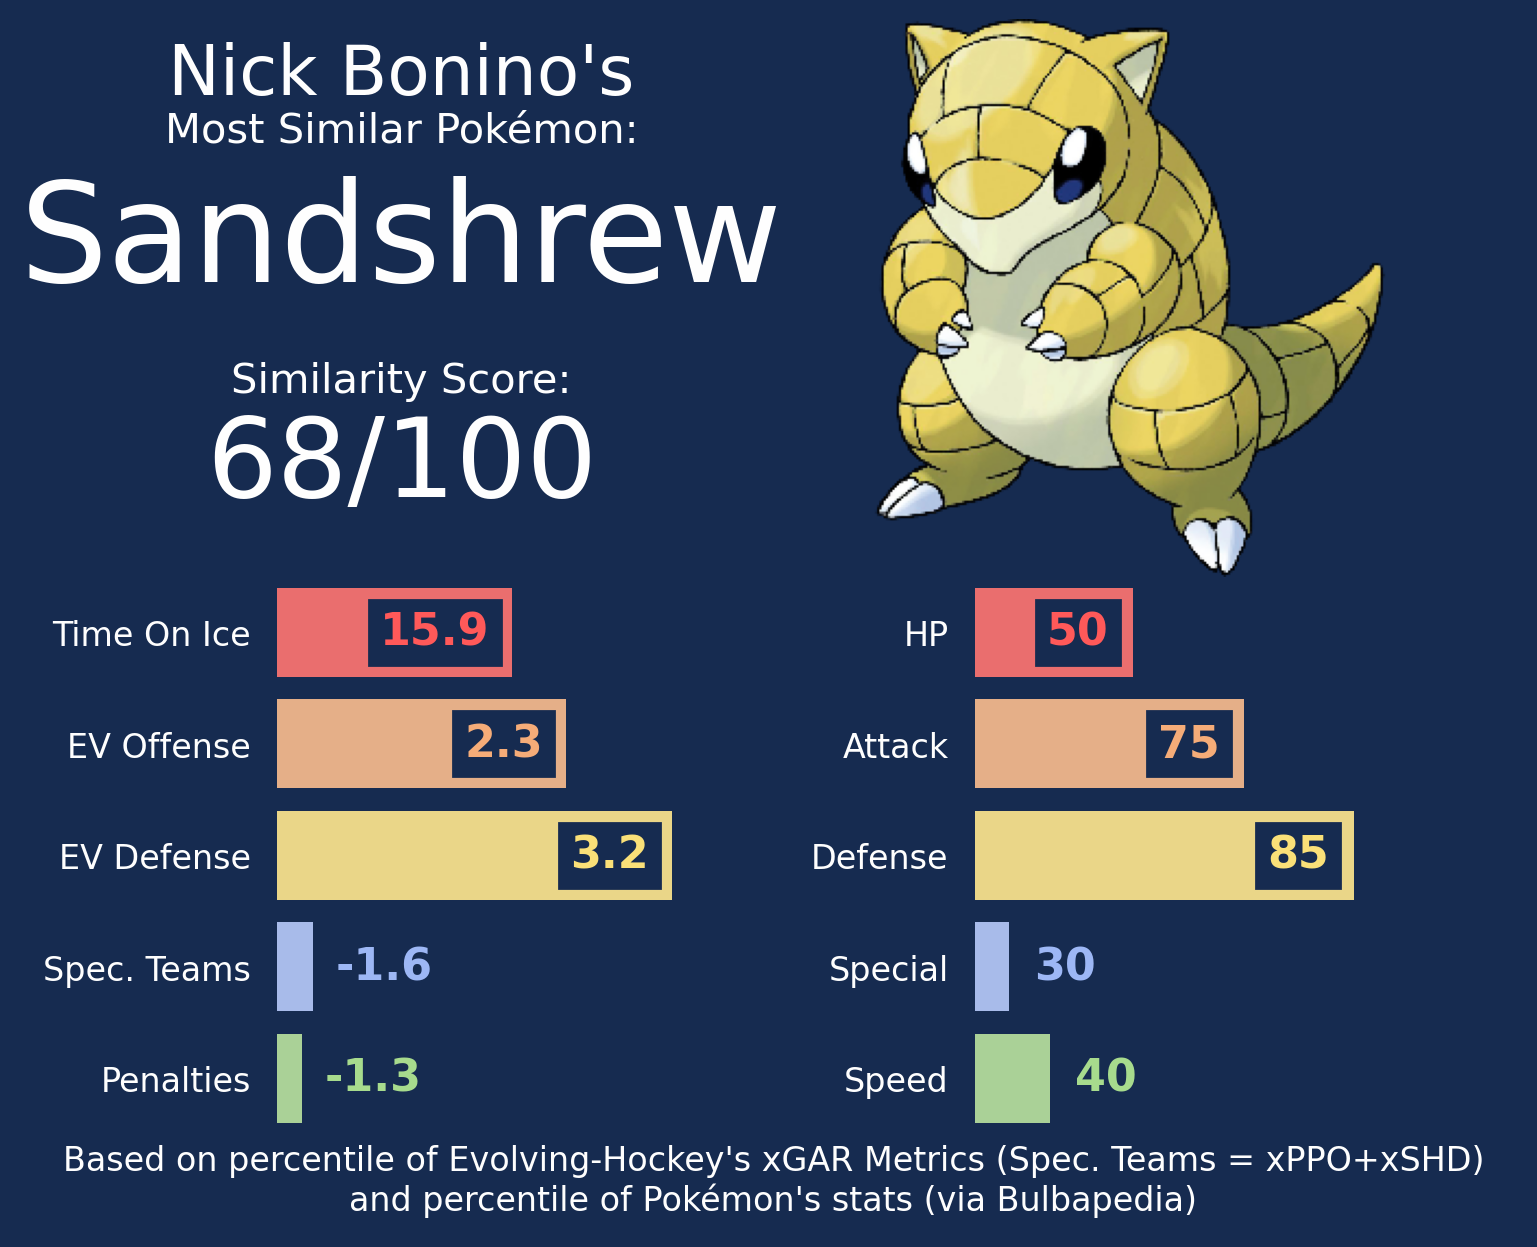 Nick Bonino's
Most Similar Pokémon:
Sandshrew
Similarity Score:
68/100
Time On Ice 15.9
EV Offense 2.3
EV Defense 3.2
Spec. Teams -1.6
Penalties -1.3
HP 50
Attack 75
Defense 85
Special 30
Speed 40
Based on percentile of Evolving-Hockey's xGAR Metrics (Spec. Teams = xPPO+xSHD)
and percentile of Pokémon's stats (via Bulbapedia)